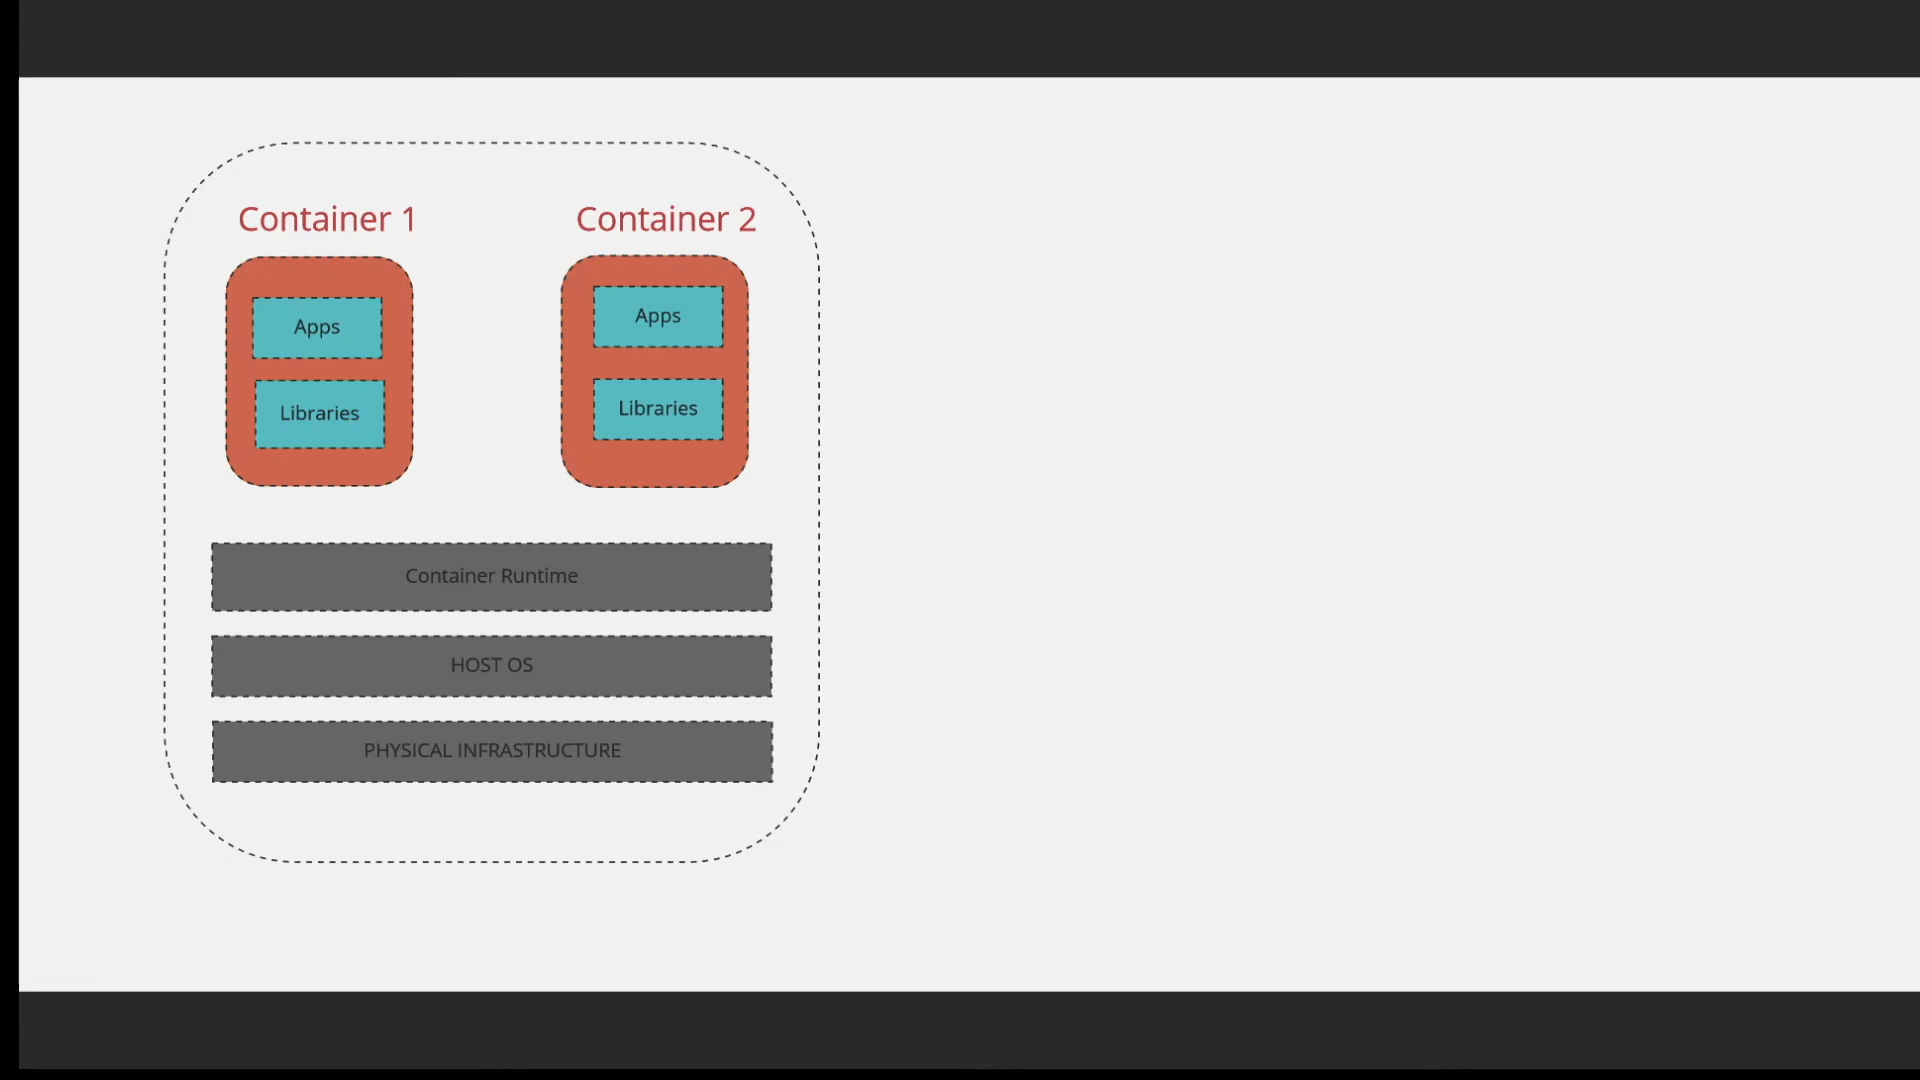 Container 1
Container 2
Apps
Apps
Libraries
Libraries
Container Runtime
HOST OS
PHYSICAL INFRASTRUCTURE